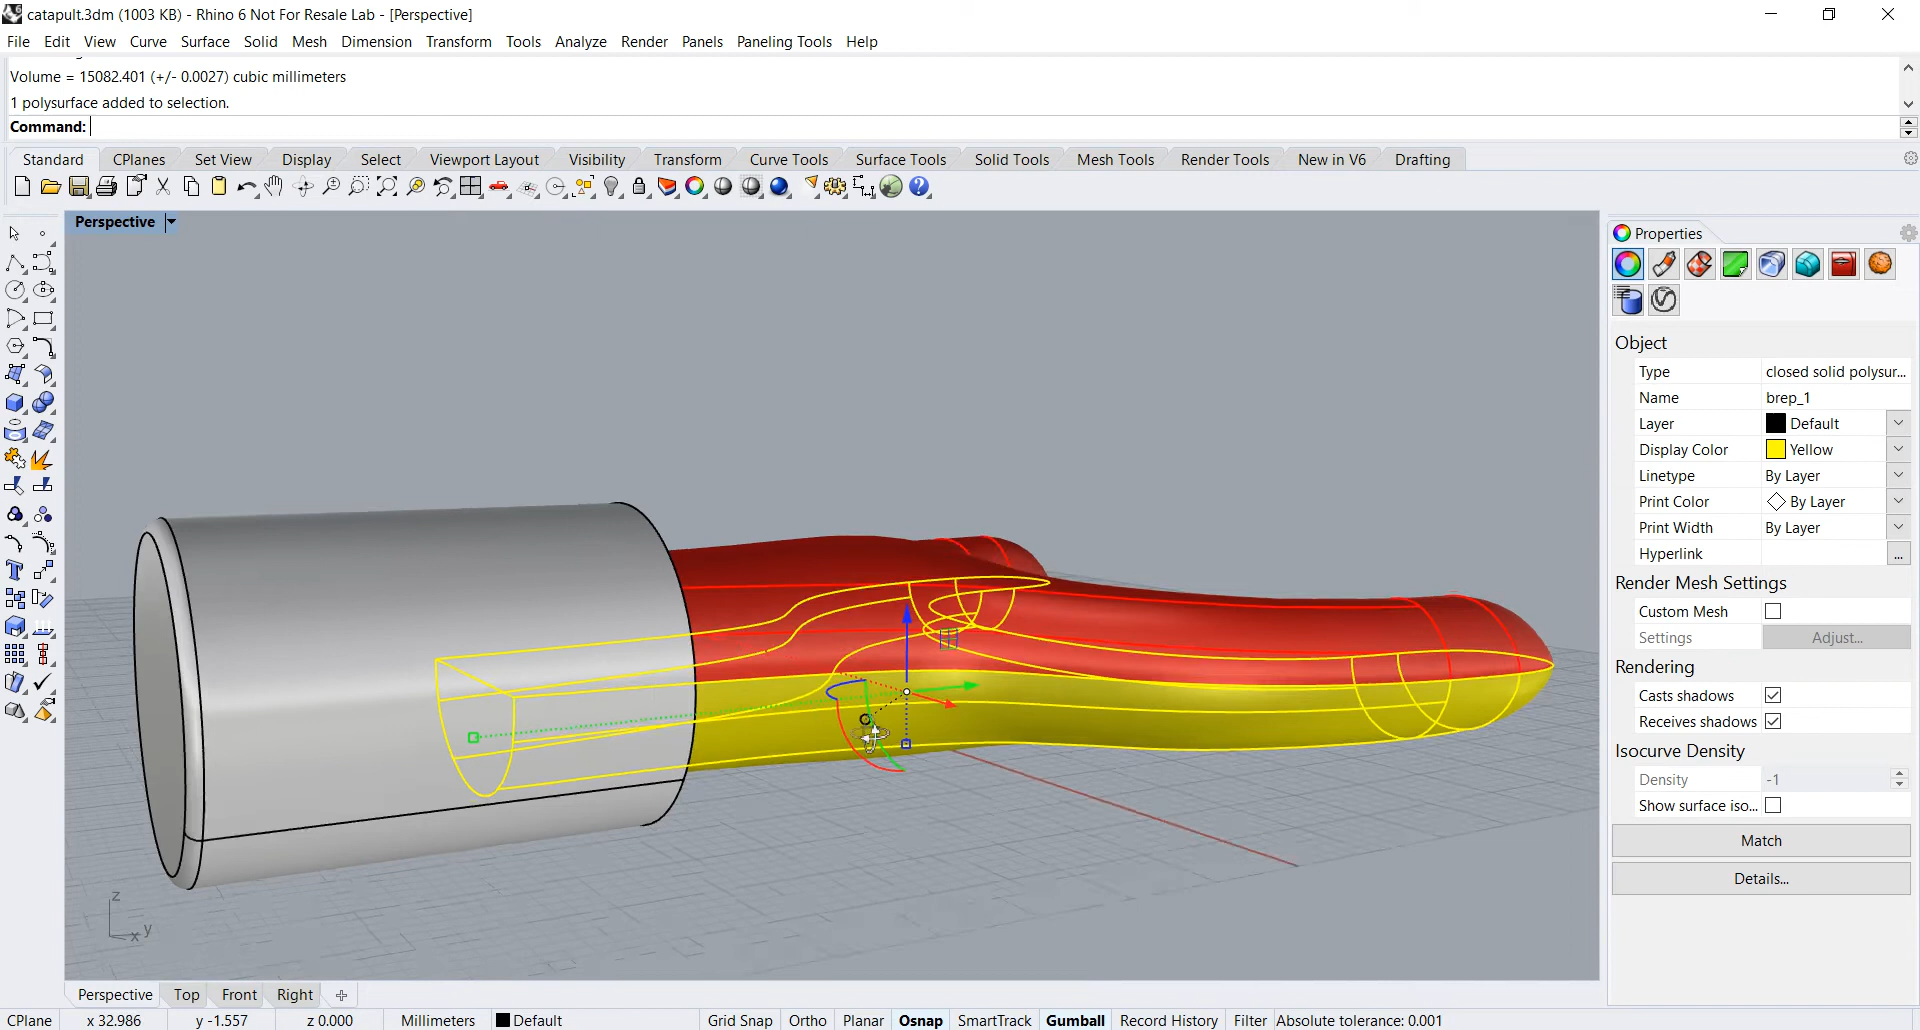 catapult.3dm (1003 KB) - Rhino 6 Not For Resale Lab - [Perspective]
File Edit View Curve Surface Solid Mesh Dimension Transform Tools Analyze Render Panels Paneling Tools Help
Volume = 15082.401 (+/- 0.0027) cubic millimeters
1 polysurface added to selection.
Command:
Standard CPlanes Set View Display Select Viewport Layout Visibility Transform Curve Tools Surface Tools Solid Tools Mesh Tools Render Tools New in V6 Drafting
Perspective
Properties
Object
Type closed solid polysur...
Name brep_1
Layer Default
Display Color Yellow
Linetype By Layer
Print Color By Layer
Print Width By Layer
Hyperlink ...
Render Mesh Settings
Custom Mesh
Settings Adjust...
Rendering
Casts shadows
Receives shadows
Isocurve Density
Density -1
Show surface iso...
Match
Details...
z
y
x
Perspective Top Front Right
CPlane x 32.986 y -1.557 z 0.000 Millimeters Default Grid Snap Ortho Planar Osnap SmartTrack Gumball Record History Filter Absolute tolerance: 0.001